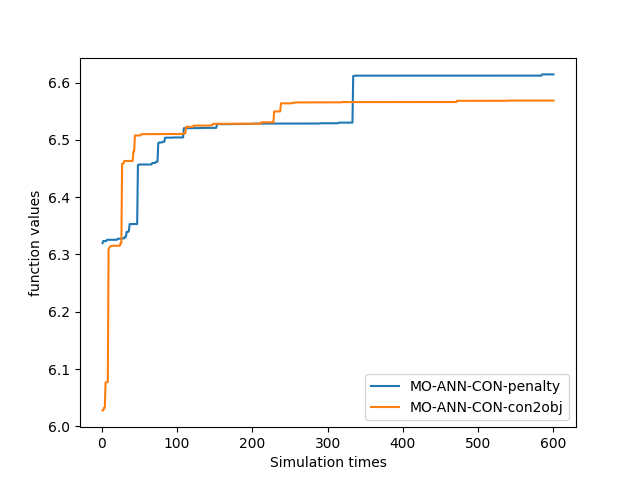 6.6
6.5
6.4
6.3
6.2
6.1
6.0
function values
0 100 200 300 400 500 600
Simulation times
MO-ANN-CON-penalty
MO-ANN-CON-con2obj